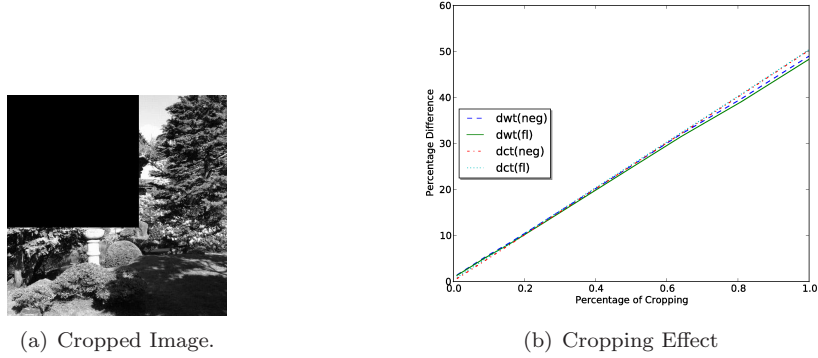 60
50
40
30
20
10
0
0.0 0.2 0.4 0.6 0.8 1.0
Percentage Difference
Percentage of Cropping
dwt(neg)
dwt(fl)
dct(neg)
dct(fl)
(a) Cropped Image.
(b) Cropping Effect